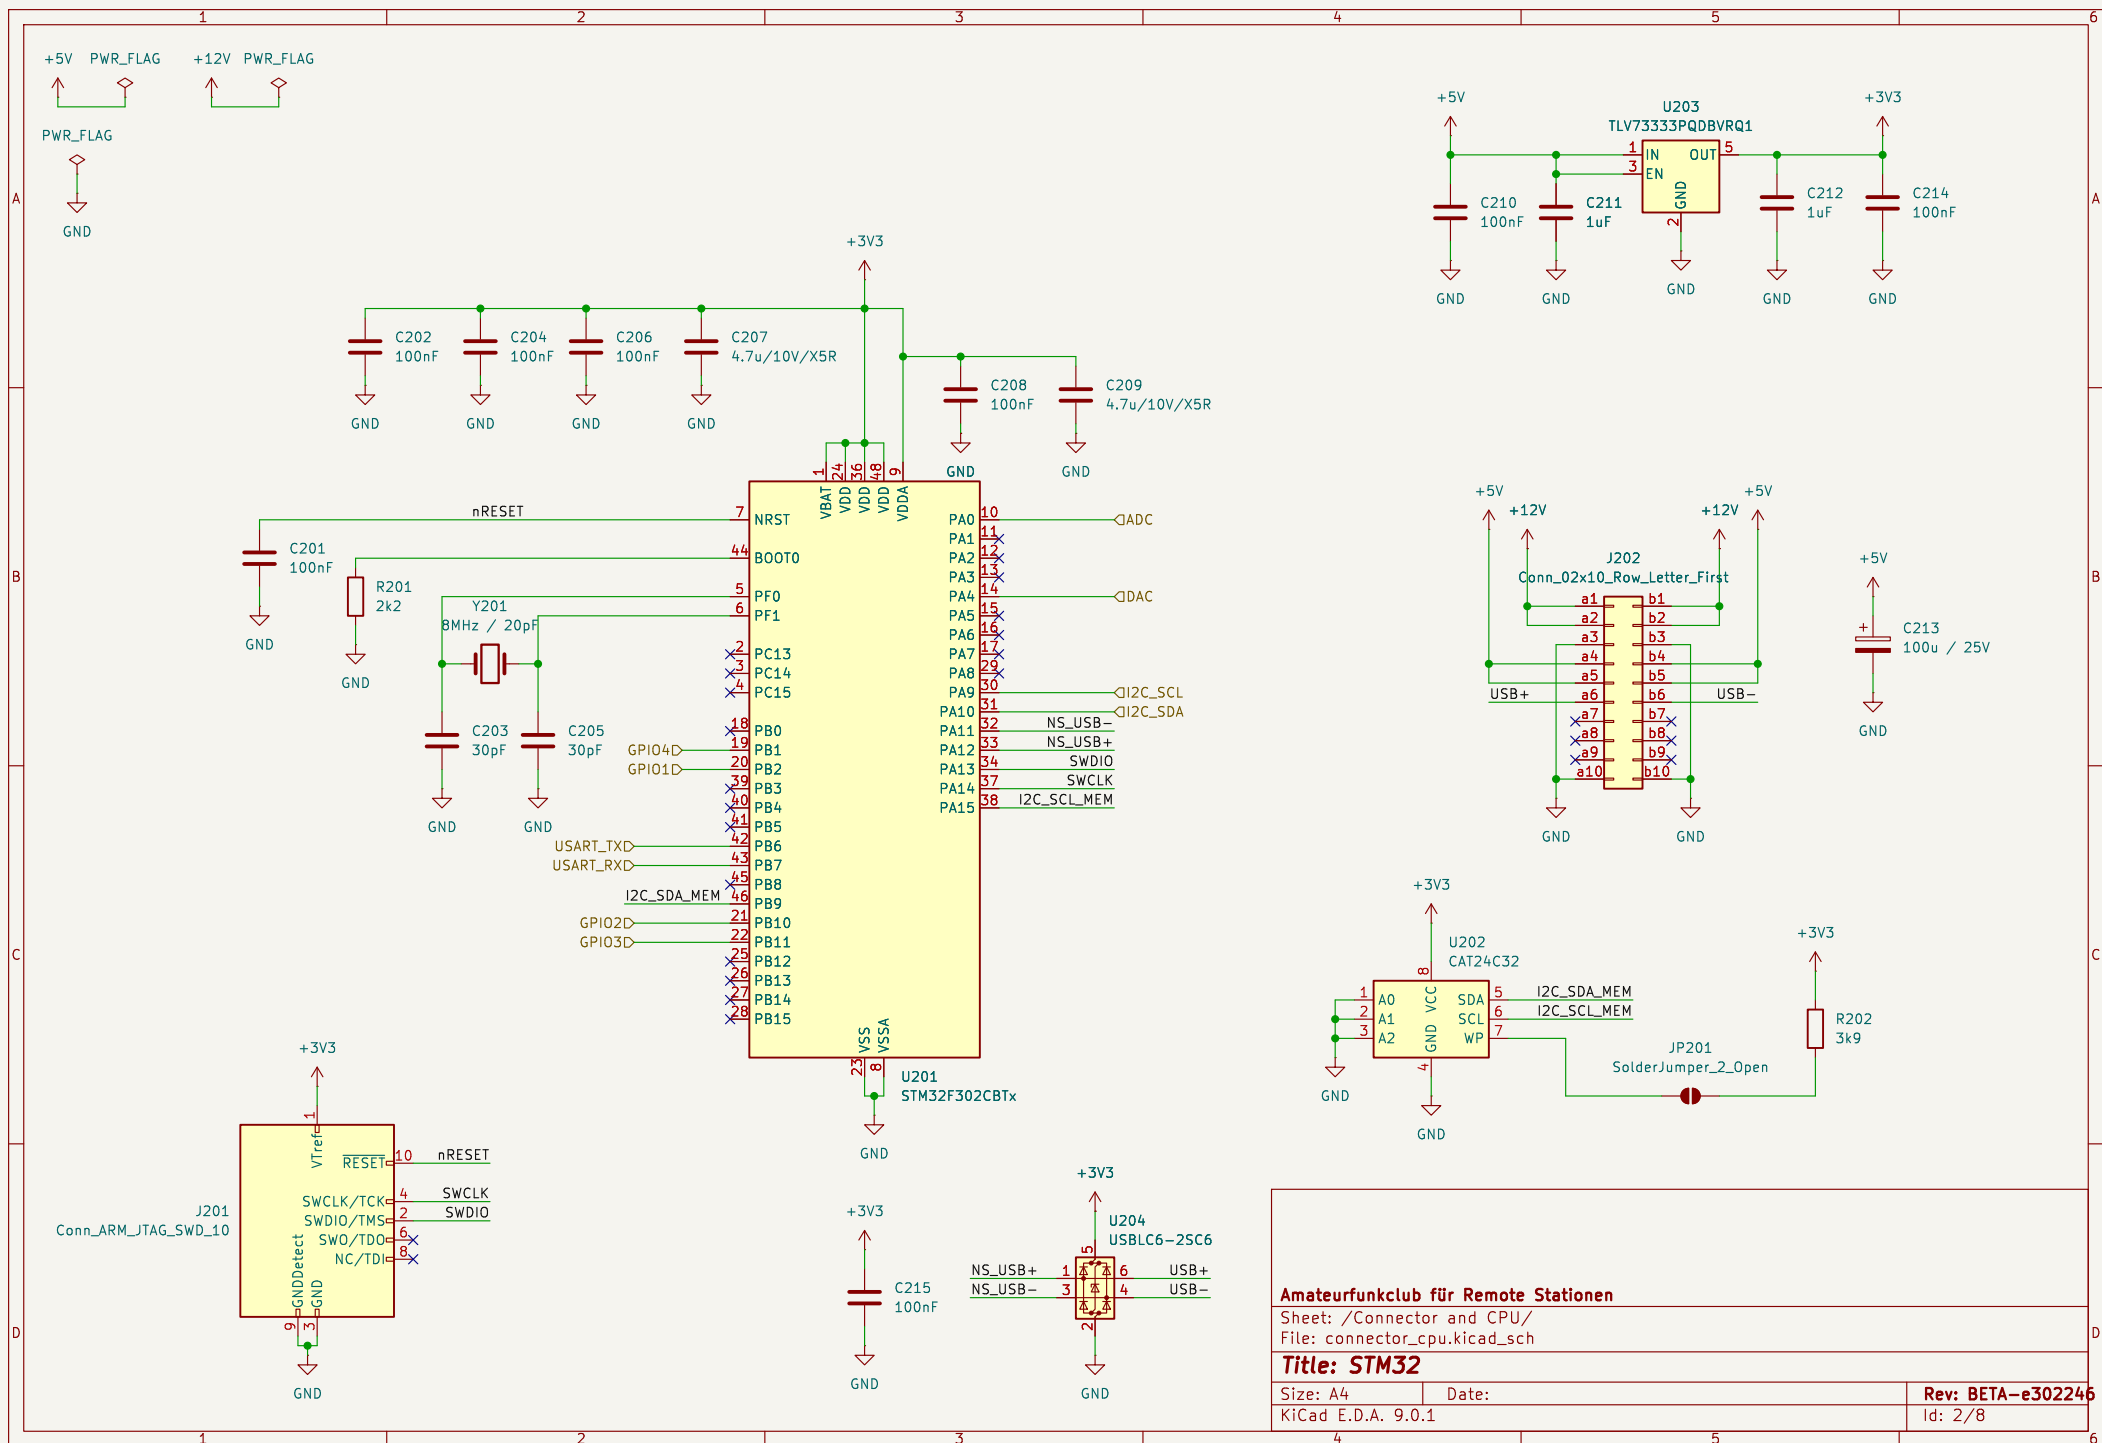 1 2 3 4 5 6
A
B
C
D
+5V PWR_FLAG +12V PWR_FLAG
PWR_FLAG
GND
+5V
U203
TLV73333PQDBVRQ1
+3V3
1 IN OUT 5
3 EN
GND
2
C210
100nF
C211
1uF
C212
1uF
C214
100nF
GND GND GND GND GND
+3V3
C202
100nF
C204
100nF
C206
100nF
C207
4.7u/10V/X5R
C208
100nF
C209
4.7u/10V/X5R
GND GND GND GND GND GND
1 24 36 48 9
VBAT VDD VDD VDD VDDA
nRESET 7 NRST
44 BOOT0
5 PF0
6 PF1
2 PC13
3 PC14
4 PC15
18 PB0
GPIO4 19 PB1
GPIO1 20 PB2
39 PB3
40 PB4
41 PB5
USART_TX 42 PB6
USART_RX 43 PB7
45 PB8
I2C_SDA_MEM 46 PB9
GPIO2 21 PB10
GPIO3 22 PB11
25 PB12
26 PB13
27 PB14
28 PB15
PA0 10 ADC
PA1 11
PA2 12
PA3 13
PA4 14 DAC
PA5 15
PA6 16
PA7 17
PA8 29
PA9 30 I2C_SCL
PA10 31 I2C_SDA
PA11 32 NS_USB-
PA12 33 NS_USB+
PA13 34 SWDIO
PA14 37 SWCLK
PA15 38 I2C_SCL_MEM
VSS VSSA
23 8
U201
STM32F302CBTx
GND
C201
100nF
GND
R201
2k2
GND
Y201
8MHz / 20pF
C203
30pF
C205
30pF
GND GND
+5V +5V
+12V +12V
J202
Conn_02x10_Row_Letter_First
a1 b1
a2 b2
a3 b3
a4 b4
a5 b5
USB+ a6 b6 USB-
a7 b7
a8 b8
a9 b9
a10 b10
GND GND
+5V
+
C213
100u / 25V
GND
+3V3
U202
CAT24C32
8
1 A0 VCC SDA 5 I2C_SDA_MEM
2 A1 SCL 6 I2C_SCL_MEM
3 A2 GND WP 7
4
GND
GND
JP201
SolderJumper_2_Open
+3V3
R202
3k9
+3V3
1
VTref
RESET 10 nRESET
SWCLK/TCK 4 SWCLK
SWDIO/TMS 2 SWDIO
SWO/TDO 6
NC/TDI 8
GNDDetect GND
9 3
J201
Conn_ARM_JTAG_SWD_10
GND
+3V3
C215
100nF
GND
+3V3
U204
USBLC6-2SC6
5
NS_USB+ 1 6 USB+
NS_USB- 3 4 USB-
2
GND
Amateurfunkclub für Remote Stationen
Sheet: /Connector and CPU/
File: connector_cpu.kicad_sch
Title: STM32
Size: A4 Date: Rev: BETA-e302246
KiCad E.D.A. 9.0.1 Id: 2/8
A
B
C
D
1 2 3 4 5 6